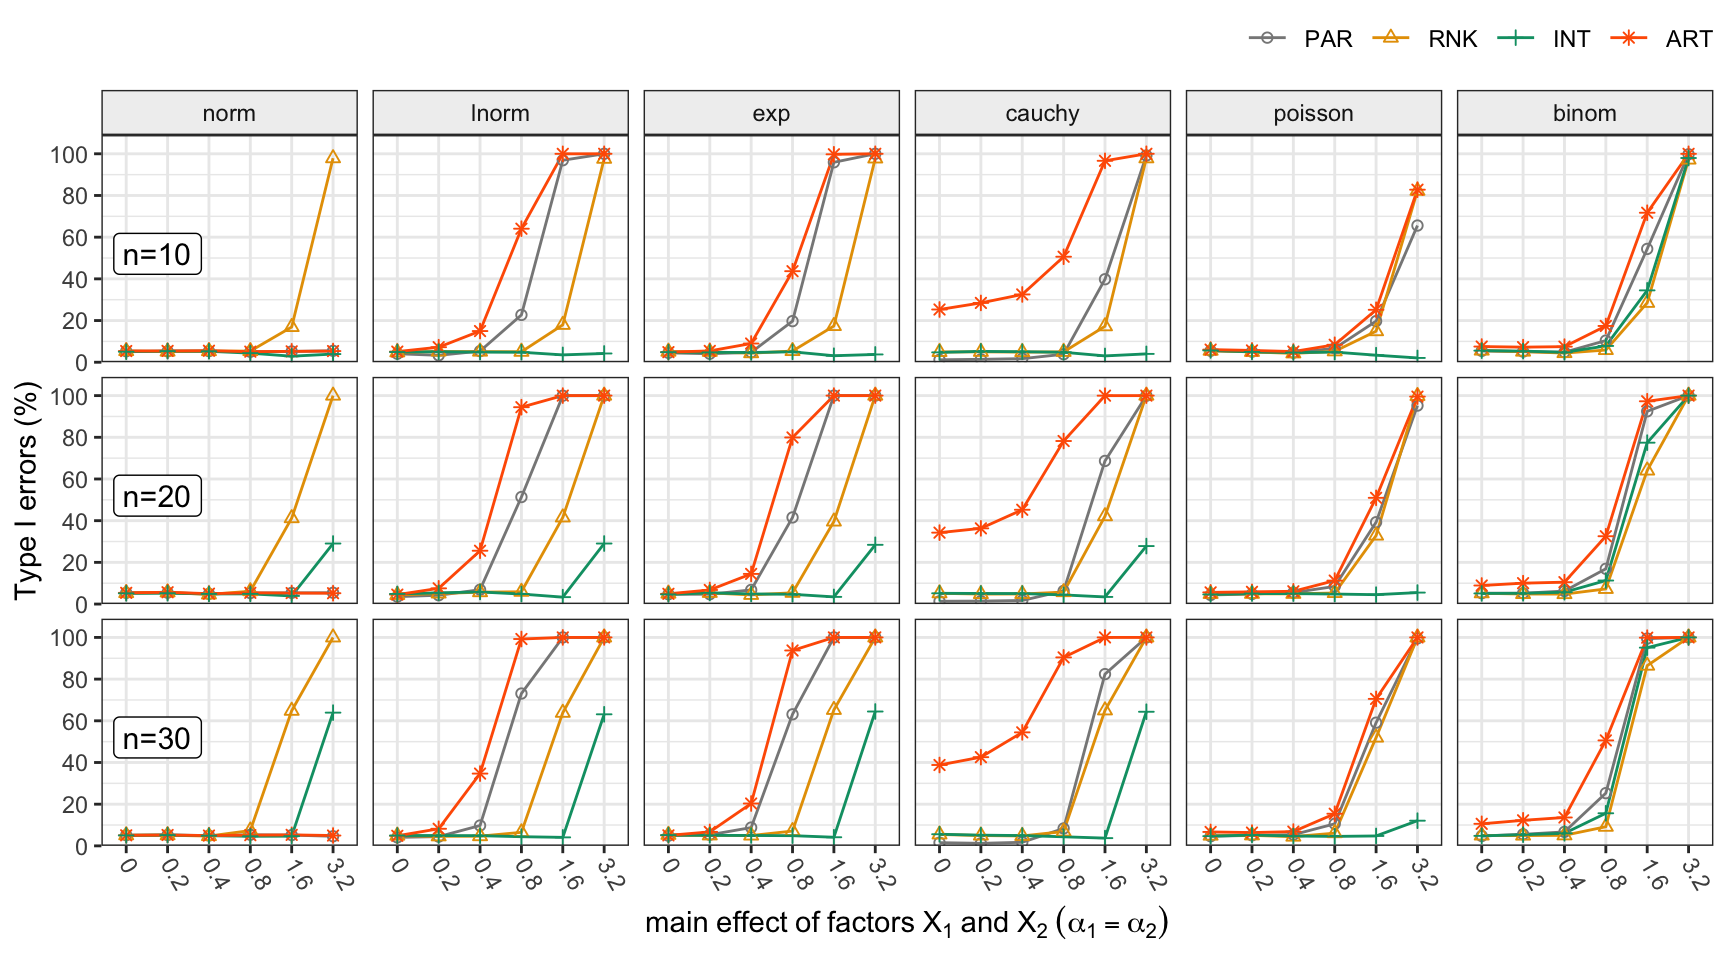 PAR RNK INT ART
norm lnorm exp cauchy poisson binom
100
80
60
40
20
0
n=10
100
80
60
40
20
0
n=20
100
80
60
40
20
0
n=30
Type I errors (%)
0 0.2 0.4 0.8 1.6 3.2 0 0.2 0.4 0.8 1.6 3.2 0 0.2 0.4 0.8 1.6 3.2 0 0.2 0.4 0.8 1.6 3.2 0 0.2 0.4 0.8 1.6 3.2 0 0.2 0.4 0.8 1.6 3.2
main effect of factors X₁ and X₂ (α₁ = α₂)